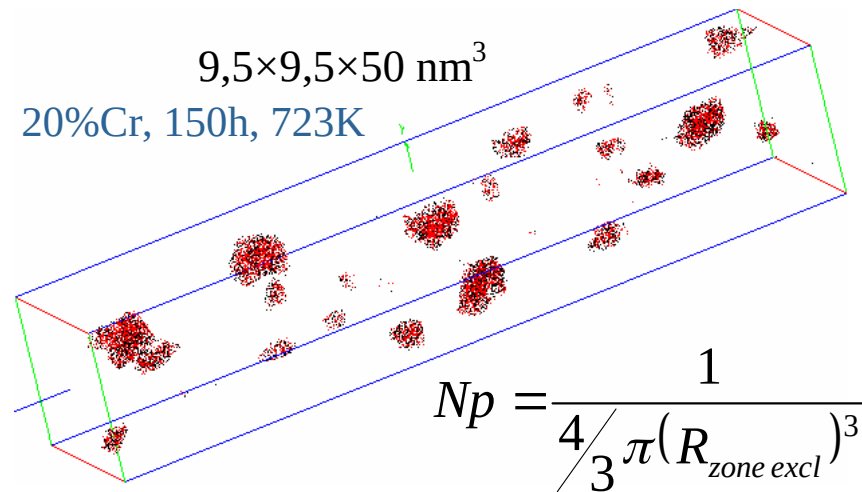 9,5×9,5×50 nm³
20%Cr, 150h, 723K
Np = 1 / (4/3 π(R_zone excl)³)